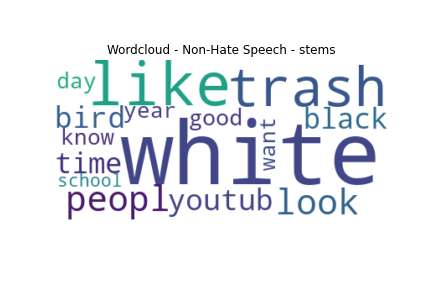 Wordcloud - Non-Hate Speech - stems
day like trash
bird year good black
know white want
time
school
peopl youtub look